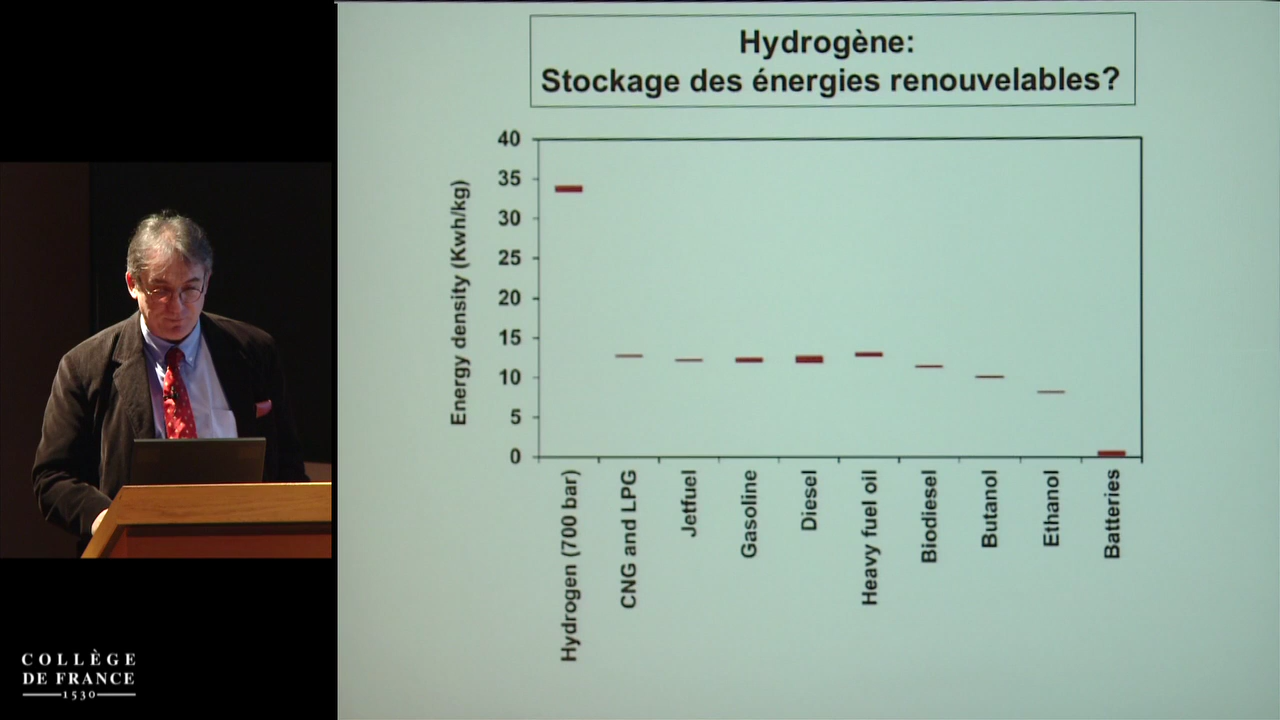 Hydrogène:
Stockage des énergies renouvelables?
40
35
30
25
20
15
10
5
0
Energy density (Kwh/kg)
Hydrogen (700 bar)
CNG and LPG
Jetfuel
Gasoline
Diesel
Heavy fuel oil
Biodiesel
Butanol
Ethanol
Batteries
COLLÈGE
DE FRANCE
1530